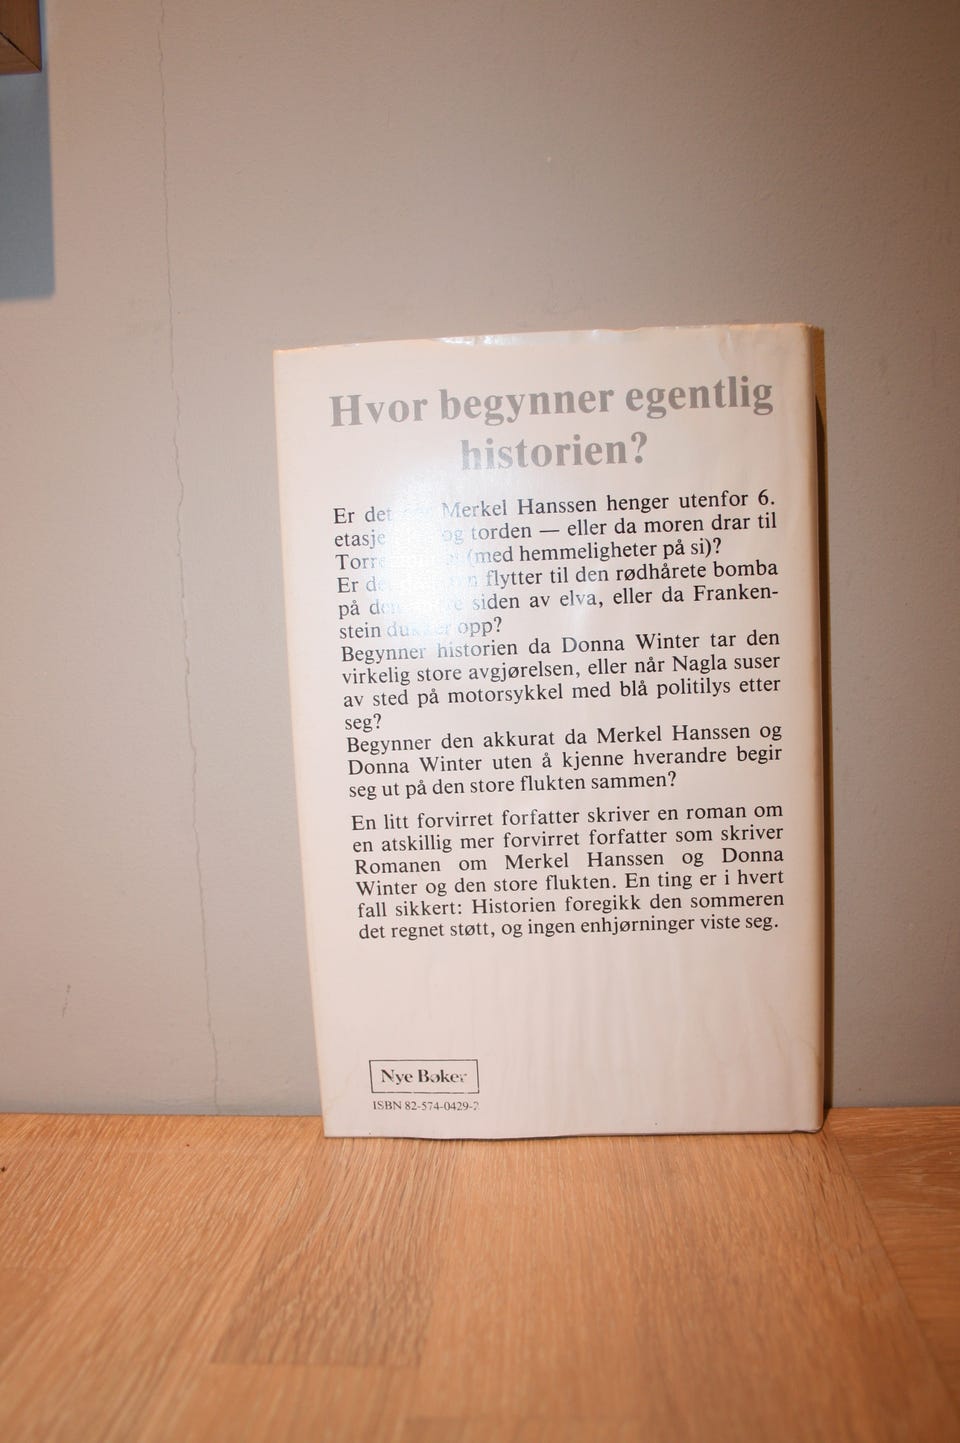 Hvor begynner egentlig
historien?
Er det Merkel Hanssen henger utenfor 6.
etasje og torden — eller da moren drar til
(med hemmeligheter på si)?
Er flytter til den rødhårete bomba
på siden av elva, eller da Franken-
stein dukker opp?
Begynner historien da Donna Winter tar den
virkelig store avgjørelsen, eller når Nagla suser
av sted på motorsykkel med blå politilys etter
seg?
Begynner den akkurat da Merkel Hanssen og
Donna Winter uten å kjenne hverandre begir
seg ut på den store flukten sammen?
En litt forvirret forfatter skriver en roman om
en atskillig mer forvirret forfatter som skriver
Romanen om Merkel Hanssen og Donna
Winter og den store flukten. En ting er i hvert
fall sikkert: Historien foregikk den sommeren
det regnet støtt, og ingen enhjørninger viste seg.
Nye Bøker
ISBN 82-574-0429-2